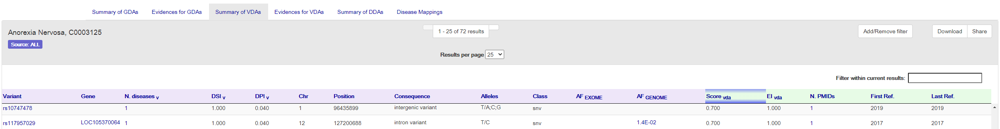 Summary of GDAs Evidences for GDAs Summary of VDAs Evidences for VDAs Summary of DDAs Disease Mappings
Anorexia Nervosa, C0003125
1 - 25 of 72 results
Add/Remove filter Download Share
Source: ALL
Results per page 25
Filter within current results:
Variant Gene N. diseases v DSI v DPI v Chr Position Consequence Alleles Class AF EXOME AF GENOME Score vda EI vda N. PMIDs First Ref. Last Ref.
rs10747478 1 1.000 0.040 1 96435899 intergenic variant T/A;C;G snv 0.700 1.000 1 2019 2019
rs117957029 LOC105370064 1 1.000 0.040 12 127200688 intron variant T/C snv 1.4E-02 0.700 1.000 1 2017 2017